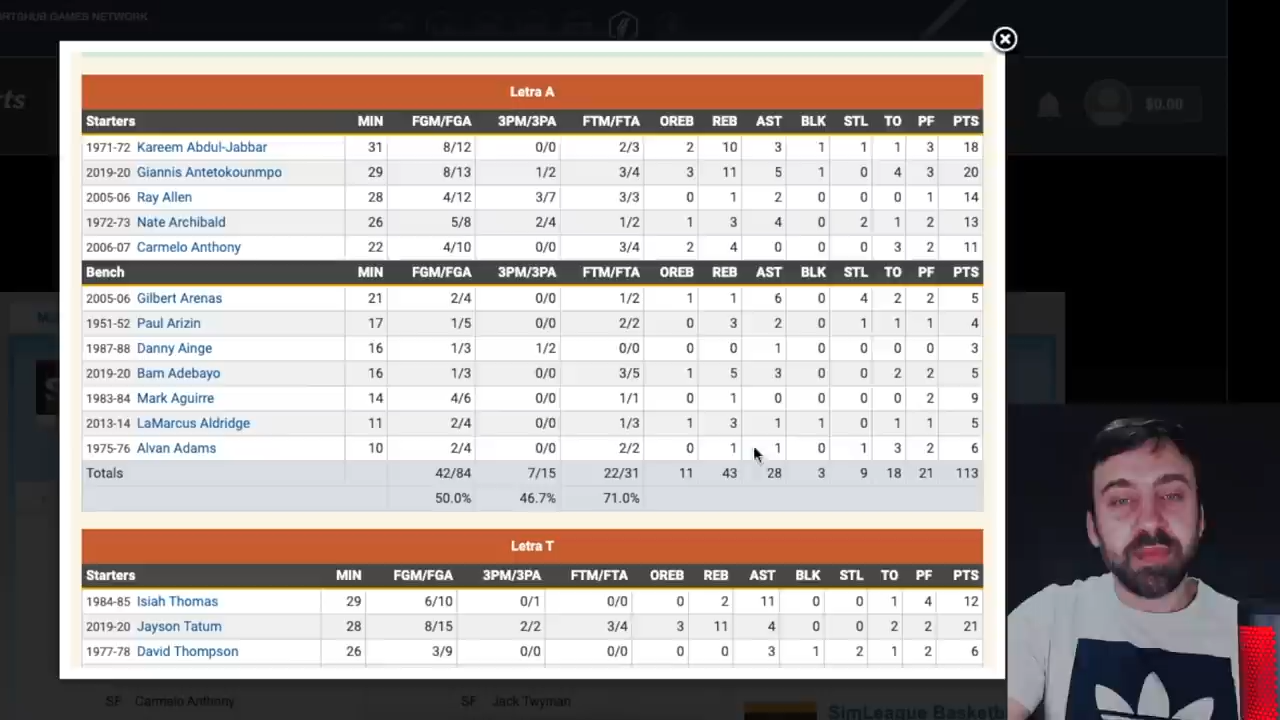 RTSHUB GAMES NETWORK
rts
$0.00
Letra A
Starters MIN FGM/FGA 3PM/3PA FTM/FTA OREB REB AST BLK STL TO PF PTS
1971-72 Kareem Abdul-Jabbar 31 8/12 0/0 2/3 2 10 3 1 1 1 3 18
2019-20 Giannis Antetokounmpo 29 8/13 1/2 3/4 3 11 5 1 0 4 3 20
2005-06 Ray Allen 28 4/12 3/7 3/3 0 1 2 0 0 0 1 14
1972-73 Nate Archibald 26 5/8 2/4 1/2 1 3 4 0 2 1 2 13
2006-07 Carmelo Anthony 22 4/10 0/0 3/4 2 4 0 0 0 3 2 11
Bench MIN FGM/FGA 3PM/3PA FTM/FTA OREB REB AST BLK STL TO PF PTS
2005-06 Gilbert Arenas 21 2/4 0/0 1/2 1 1 6 0 4 2 2 5
1951-52 Paul Arizin 17 1/5 0/0 2/2 0 3 2 0 1 1 1 4
1987-88 Danny Ainge 16 1/3 1/2 0/0 0 0 1 0 0 0 0 3
2019-20 Bam Adebayo 16 1/3 0/0 3/5 1 5 3 0 0 2 2 5
1983-84 Mark Aguirre 14 4/6 0/0 1/1 0 1 0 0 0 0 2 9
2013-14 LaMarcus Aldridge 11 2/4 0/0 1/3 1 3 1 1 0 1 1 5
1975-76 Alvan Adams 10 2/4 0/0 2/2 0 1 1 0 1 3 2 6
Totals 42/84 7/15 22/31 11 43 28 3 9 18 21 113
50.0% 46.7% 71.0%
Letra T
Starters MIN FGM/FGA 3PM/3PA FTM/FTA OREB REB AST BLK STL TO PF PTS
1984-85 Isiah Thomas 29 6/10 0/1 0/0 0 2 11 0 0 1 4 12
2019-20 Jayson Tatum 28 8/15 2/2 3/4 3 11 4 0 0 2 2 21
1977-78 David Thompson 26 3/9 0/0 0/0 0 0 3 1 2 1 2 6
SF Carmelo Anthony SF Jack Twyman
SimLeague Basketb